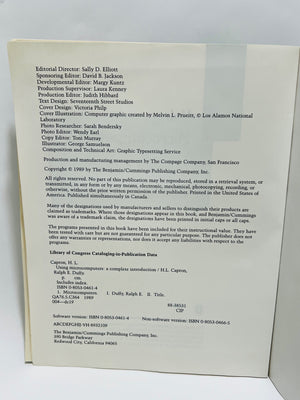 Editorial Director: Sally D. Elliott
Sponsoring Editor: David B. Jackson
Developmental Editor: Margy Kuntz
Production Supervisor: Laura Kenney
Production Editor: Judith Hibbard
Text Design: Seventeenth Street Studios
Cover Design: Victoria Philp
Cover Illustration: Computer graphic created by Melvin L. Prueitt, © Los Alamos National
Laboratory
Photo Researcher: Sarah Bendersky
Photo Editor: Wendy Earl
Copy Editor: Toni Murray
Illustrator: George Samuelson
Composition and Technical Art: Graphic Typesetting Service
Production and manufacturing management by The Compage Company, San Francisco
Copyright © 1989 by The Benjamin/Cummings Publishing Company, Inc.
All rights reserved. No part of this publication may be reproduced, stored in a retrieval system, or
transmitted, in any form or by any means, electronic, mechanical, photocopying, recording, or
otherwise, without the prior written permission of the publisher. Printed in the United States of
America. Published simultaneously in Canada.
Many of the designations used by manufacturers and sellers to distinguish their products are
claimed as trademarks. Where those designations appear in this book, and Benjamin/Cummings
was aware of a trademark claim, the designations have been printed in initial caps or all caps.
The programs presented in this book have been included for their instructional value. They have
been tested with care but are not guaranteed for any particular purpose. The publisher does not
offer any warranties or representations, nor does it accept any liabilities with respect to the
programs.
Library of Congress Cataloging-in-Publication Data
Capron, H. L.
Using microcomputers: a complete introduction / H.L. Capron,
Ralph E. Duffy.
p. cm.
Includes index.
ISBN 0-8053-0461-4
1. Microcomputers. I. Duffy, Ralph E. II. Title.
QA76.5.C364 1989
004—dc19 88-38531
CIP
Software version: ISBN 0-8053-0461-4 Non-software version: ISBN 0-8053-0466-5
ABCDEFGHIJ-VH-8932109
The Benjamin/Cummings Publishing Company, Inc.
390 Bridge Parkway
Redwood City, California 94065